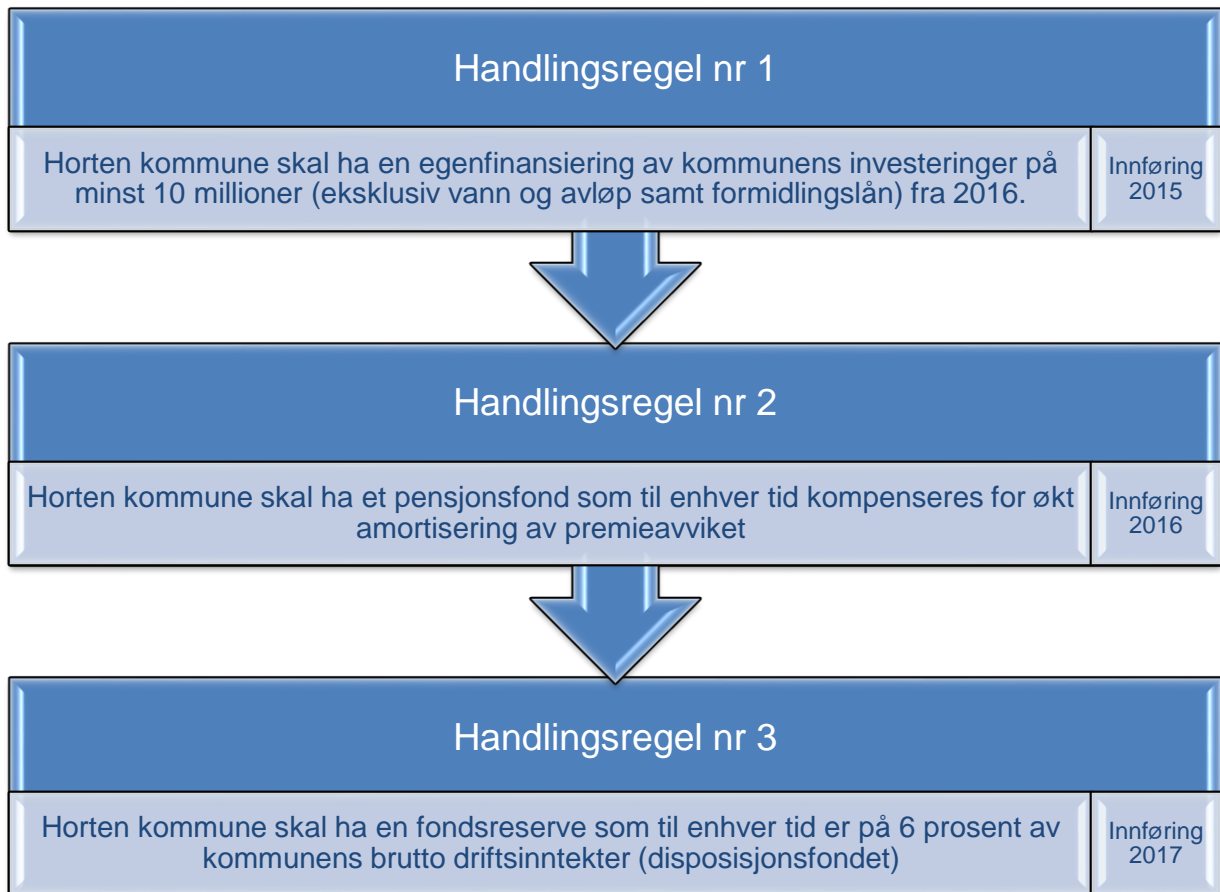 Handlingsregel nr 1
Horten kommune skal ha en egenfinansiering av kommunens investeringer på
minst 10 millioner (eksklusiv vann og avløp samt formidlingslån) fra 2016.
Innføring
2015
Handlingsregel nr 2
Horten kommune skal ha et pensjonsfond som til enhver tid kompenseres for økt
amortisering av premieavviket
Innføring
2016
Handlingsregel nr 3
Horten kommune skal ha en fondsreserve som til enhver tid er på 6 prosent av
kommunens brutto driftsinntekter (disposisjonsfondet)
Innføring
2017